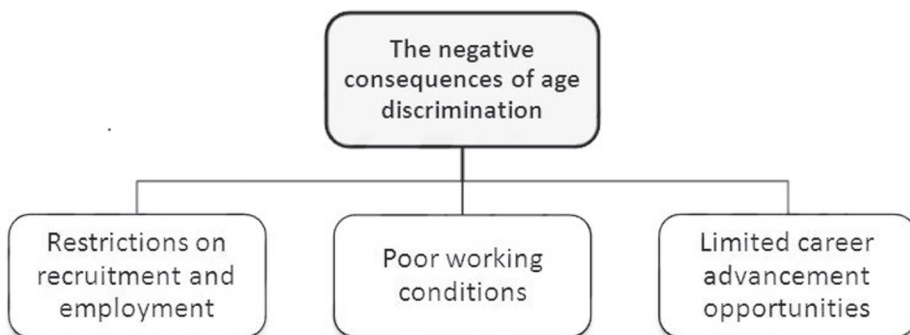 The negative
consequences of age
discrimination
Restrictions on
recruitment and
employment
Poor working
conditions
Limited career
advancement
opportunities